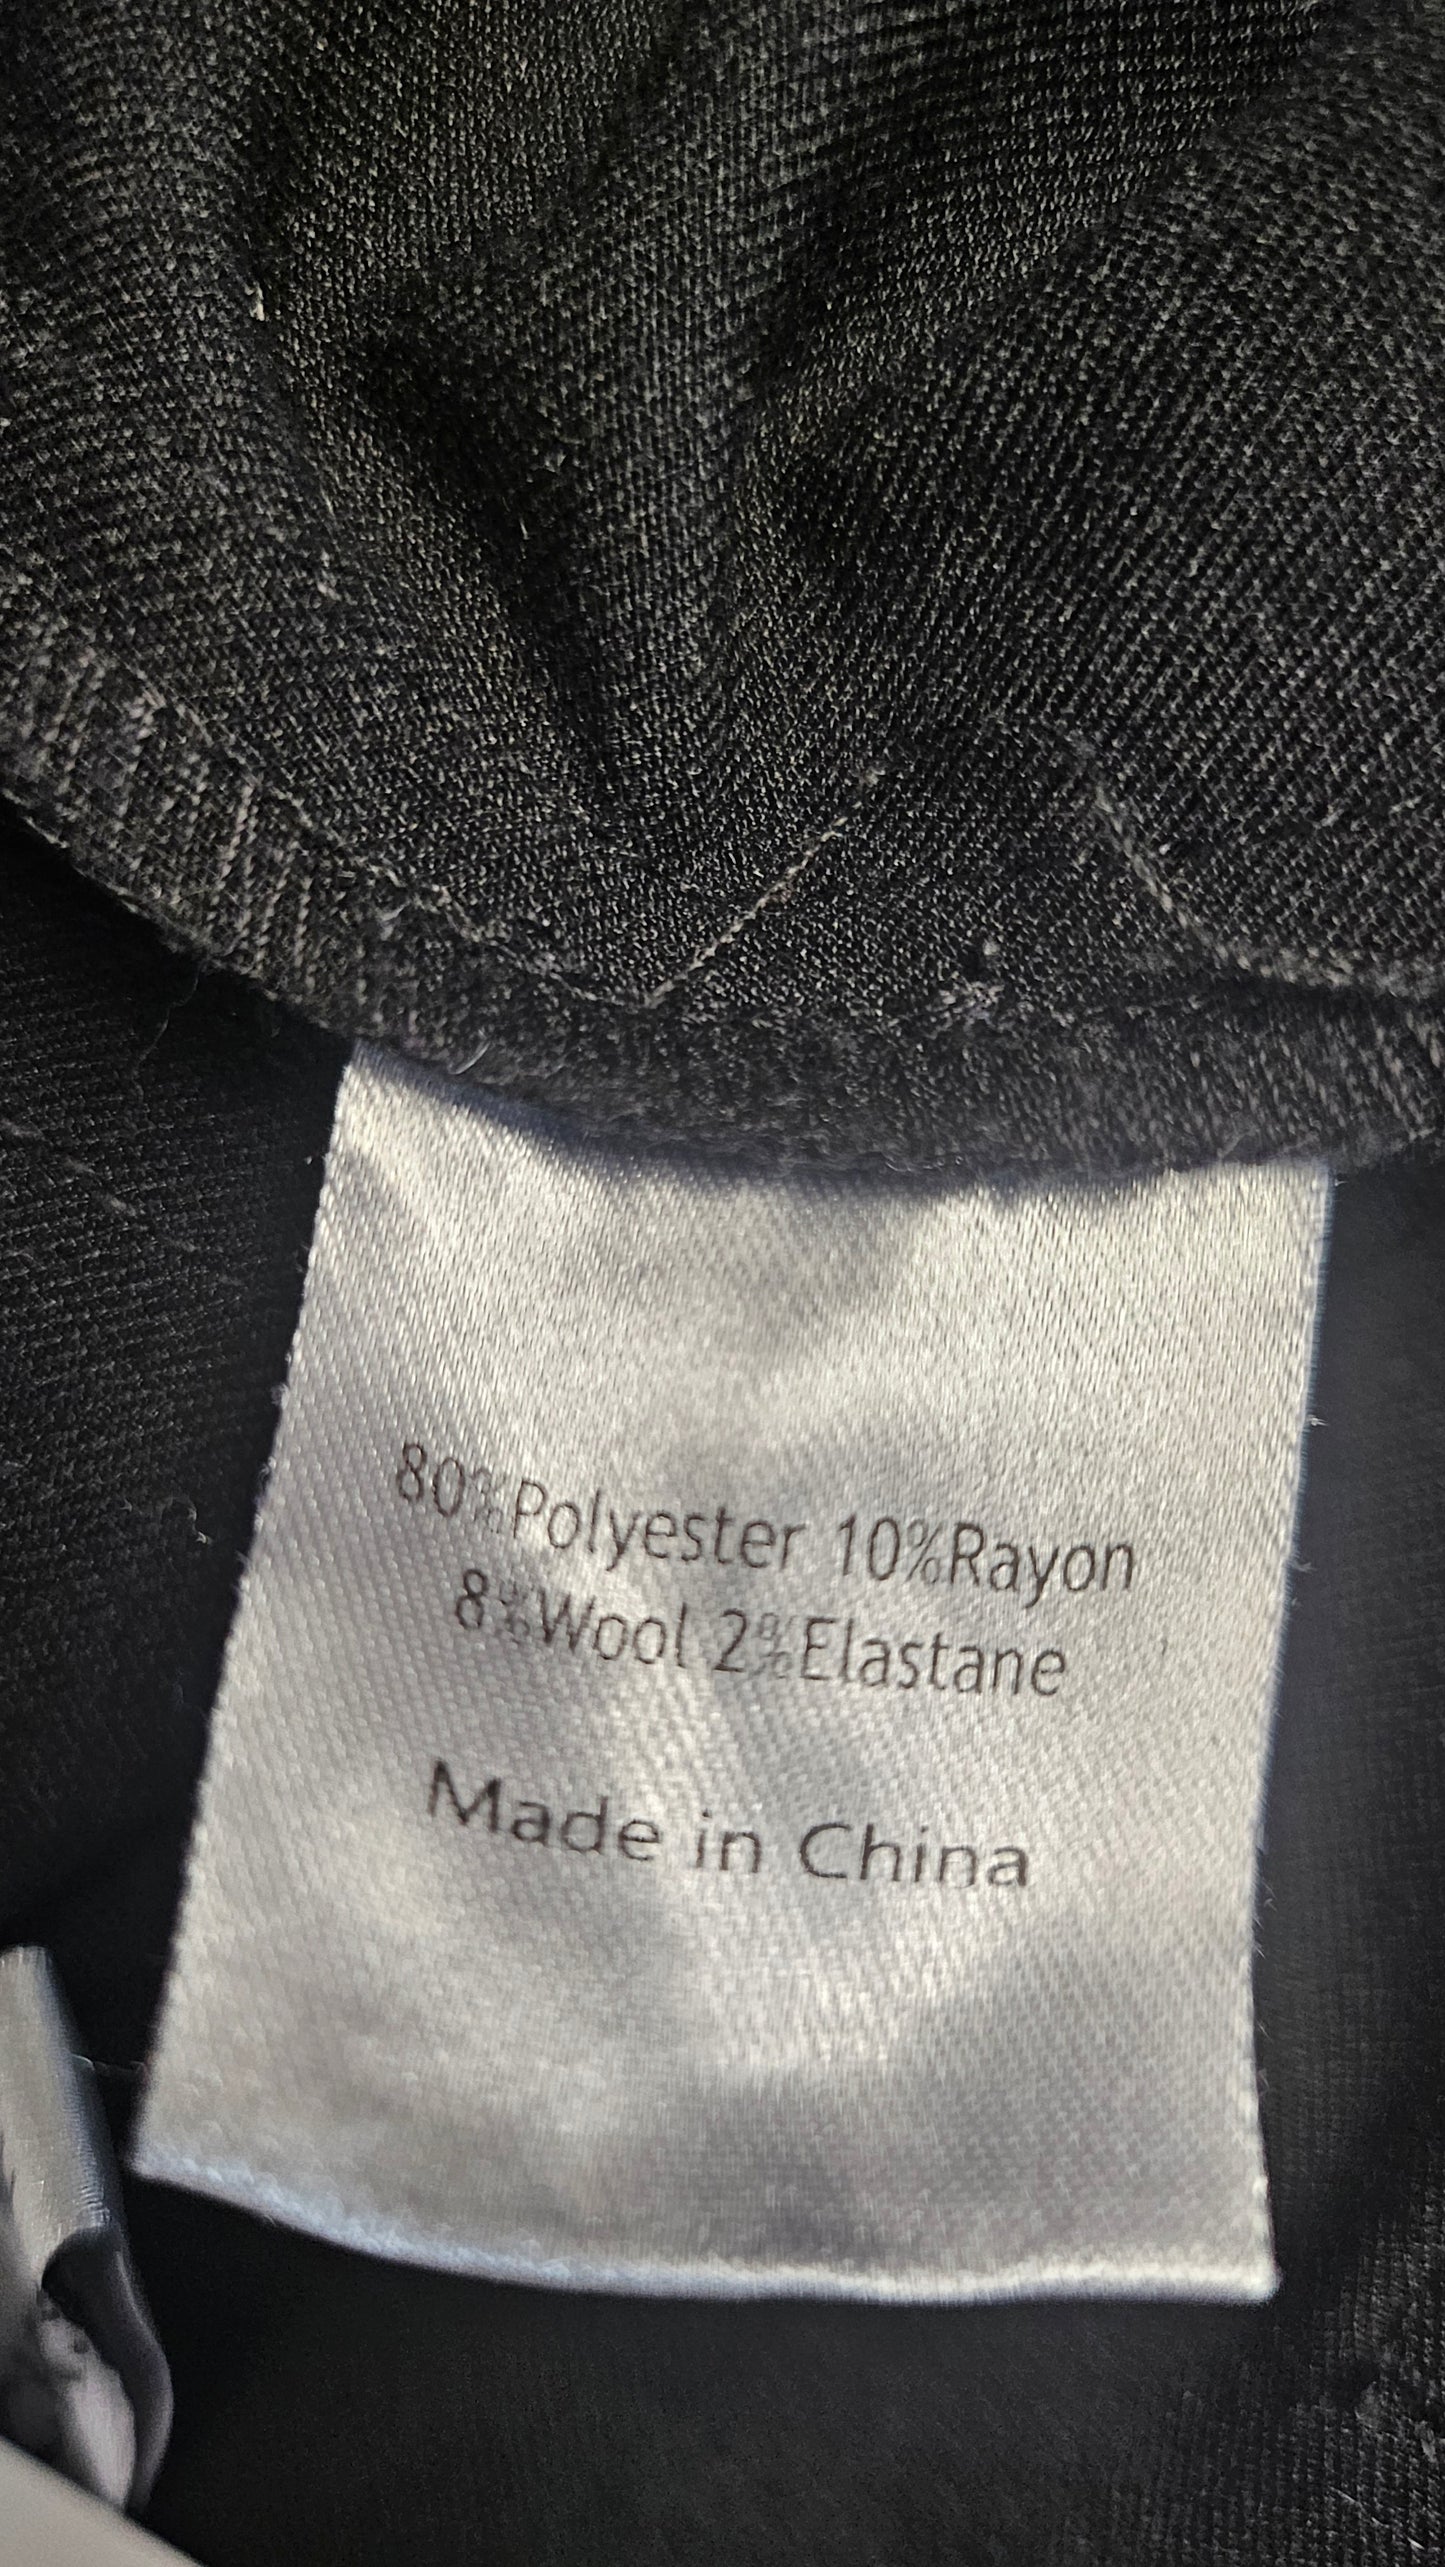 80%Polyester 10%Rayon
8%Wool 2%Elastane
Made in China